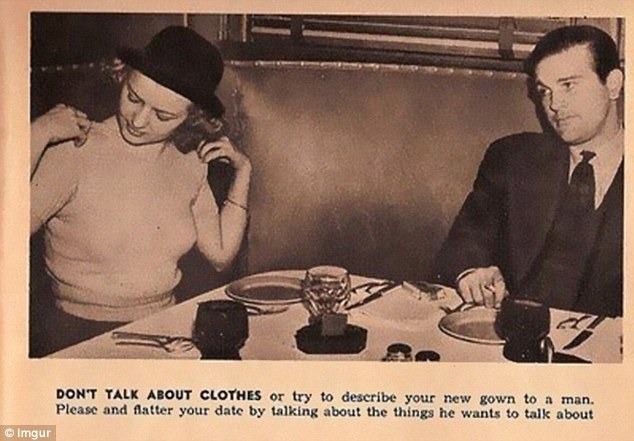 DON'T TALK ABOUT CLOTHES or try to describe your new gown to a man.
Please and flatter your date by talking about the things he wants to talk about
© Imgur